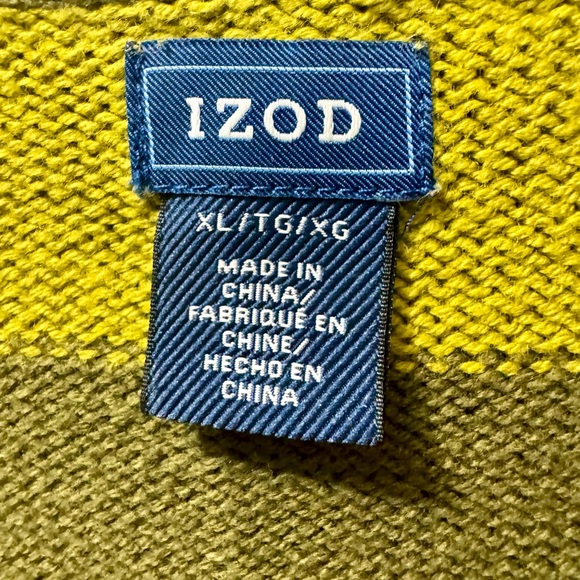 IZOD
XL/TG/XG
MADE IN
CHINA/
FABRIQUÉ EN
CHINE/
HECHO EN
CHINA